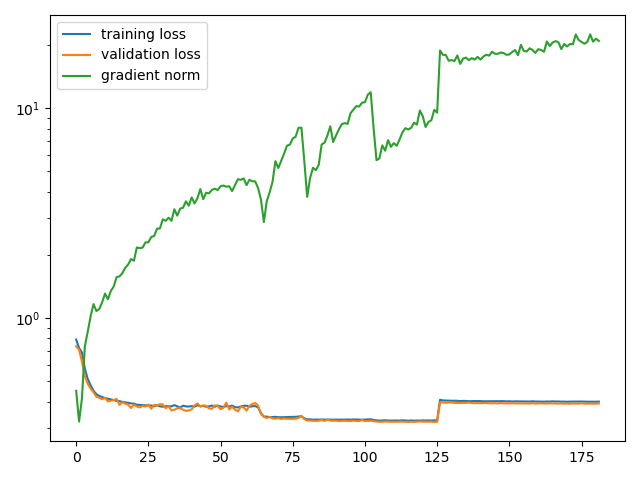 training loss
validation loss
gradient norm
10¹
10⁰
0 25 50 75 100 125 150 175